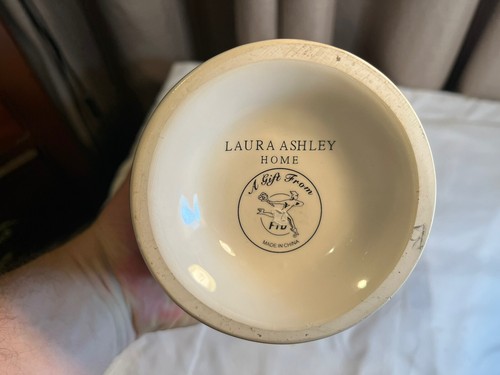 LAURA ASHLEY
HOME
A Gift From
FTD
MADE IN CHINA